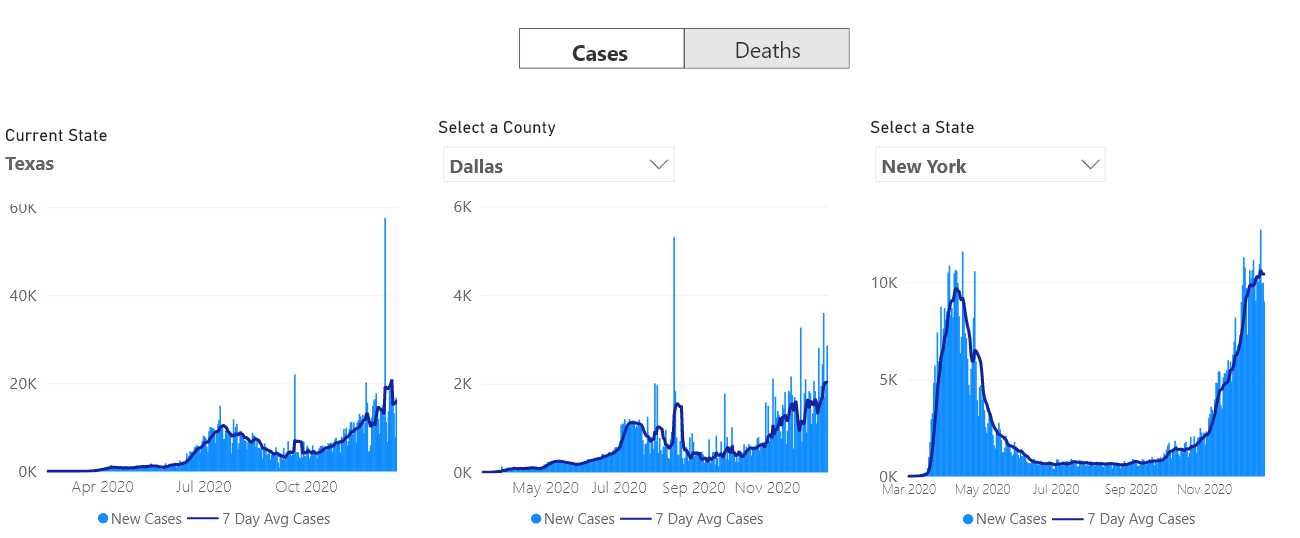 Cases
Deaths
Current State
Texas
60K
40K
20K
0K
Apr 2020
Jul 2020
Oct 2020
New Cases
7 Day Avg Cases
Select a County
Dallas
6K
4K
2K
0K
May 2020
Jul 2020
Sep 2020
Nov 2020
New Cases
7 Day Avg Cases
Select a State
New York
10K
5K
0K
Mar 2020
May 2020
Jul 2020
Sep 2020
Nov 2020
New Cases
7 Day Avg Cases